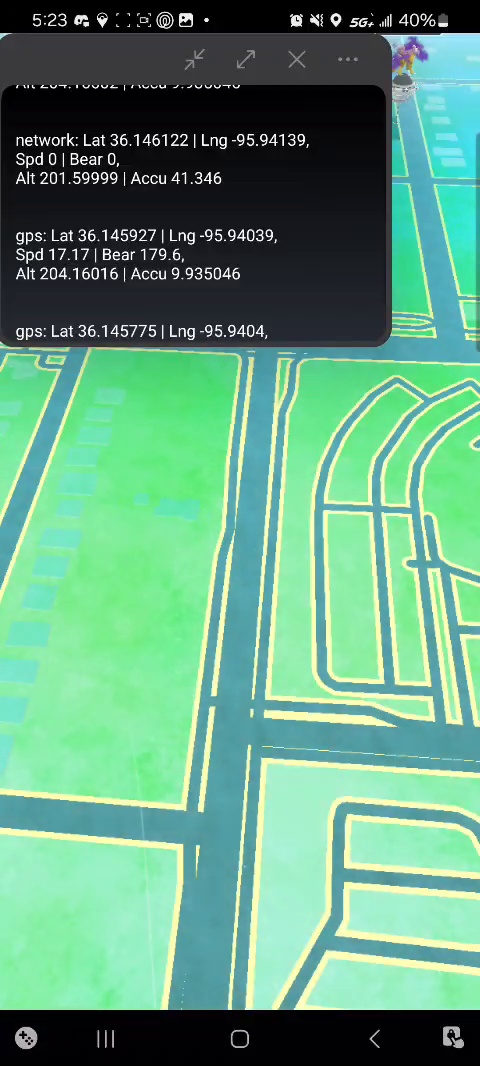 5:23
5G+
40%
network: Lat 36.146122 | Lng -95.94139,
Spd 0 | Bear 0,
Alt 201.59999 | Accu 41.346
gps: Lat 36.145927 | Lng -95.94039,
Spd 17.17 | Bear 179.6,
Alt 204.16016 | Accu 9.935046
gps: Lat 36.145775 | Lng -95.9404,